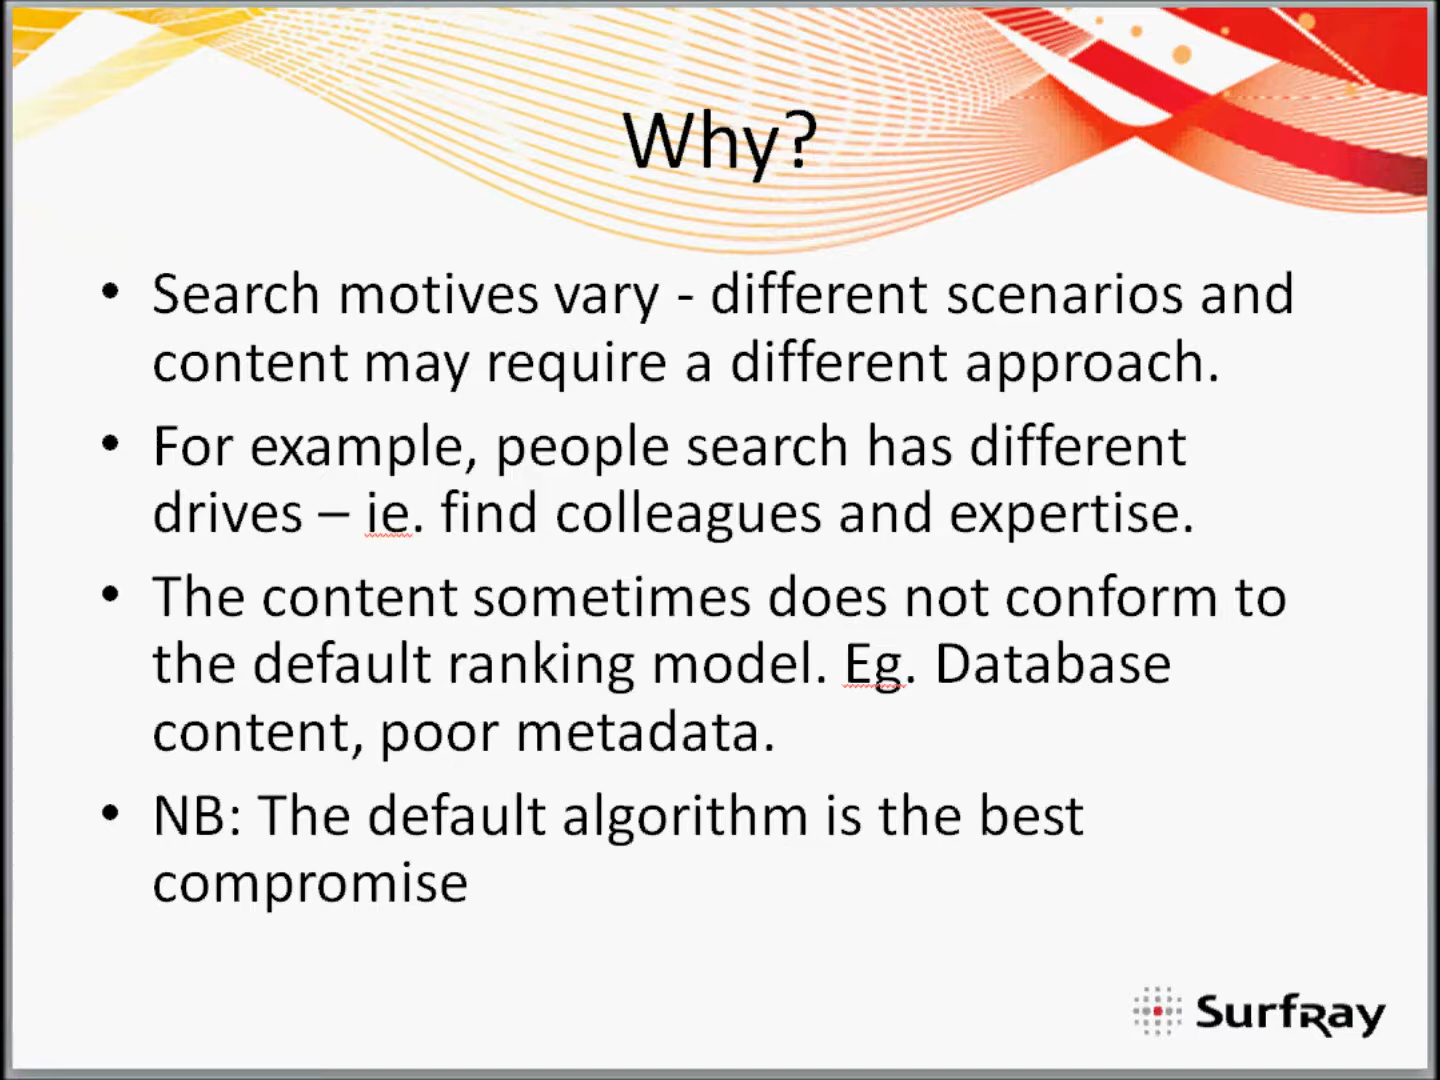 Why?
• Search motives vary - different scenarios and
content may require a different approach.
• For example, people search has different
drives – ie. find colleagues and expertise.
• The content sometimes does not conform to
the default ranking model. Eg. Database
content, poor metadata.
• NB: The default algorithm is the best
compromise
SurfRay